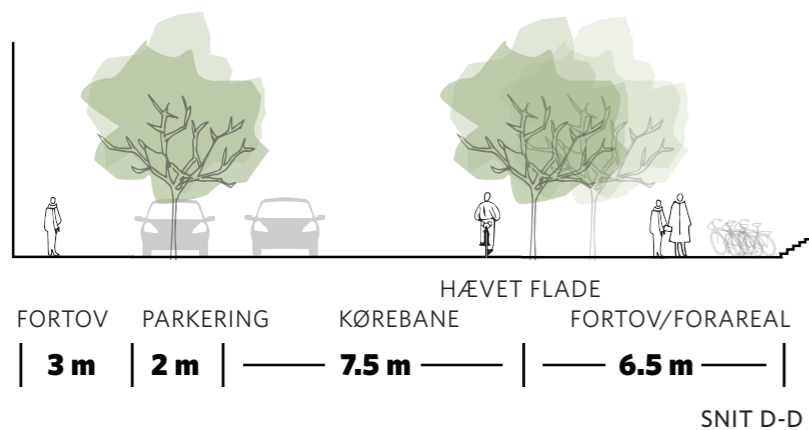 HÆVET FLADE
FORTOV PARKERING KØREBANE FORTOV/FORAREAL
3 m 2 m 7.5 m 6.5 m
SNIT D-D